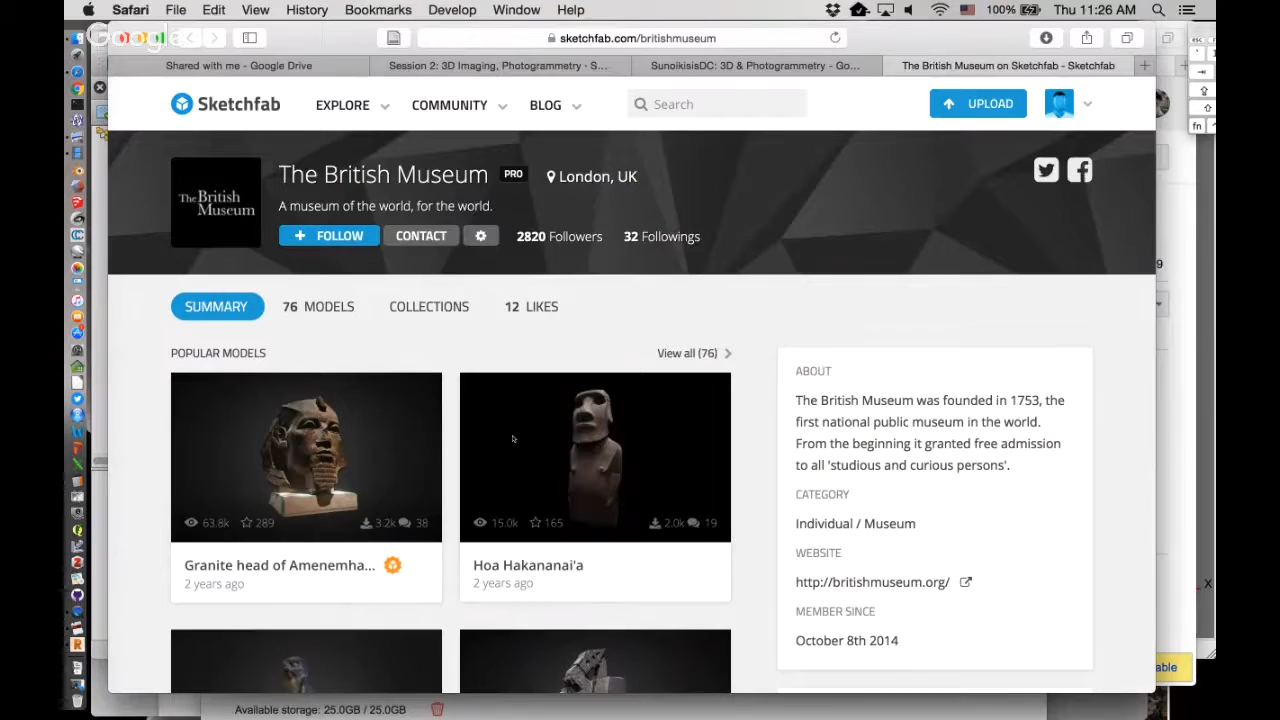 Safari File Edit View History Bookmarks Develop Window Help
100% Thu 11:26 AM
Google
sketchfab.com/britishmuseum
Shared with me - Google Drive
Session 2: 3D Imaging, Photogrammetry · S...
SunoikisisDC: 3D & Photogrammetry - Go...
The British Museum on Sketchfab - Sketchfab
Sketchfab
EXPLORE
COMMUNITY
BLOG
Search
UPLOAD
fn
The British Museum
The British Museum PRO London, UK
A museum of the world, for the world.
+ FOLLOW CONTACT 2820 Followers 32 Followings
SUMMARY 76 MODELS COLLECTIONS 12 LIKES
POPULAR MODELS View all (76)
63.8k 289 3.2k 38
Granite head of Amenemha...
2 years ago
15.0k 165 2.0k 19
Hoa Hakananai'a
2 years ago
ABOUT
The British Museum was founded in 1753, the
first national public museum in the world.
From the beginning it granted free admission
to all 'studious and curious persons'.
CATEGORY
Individual / Museum
WEBSITE
http://britishmuseum.org/
MEMBER SINCE
October 8th 2014
Available storage: 25.0GB / 25.0GB